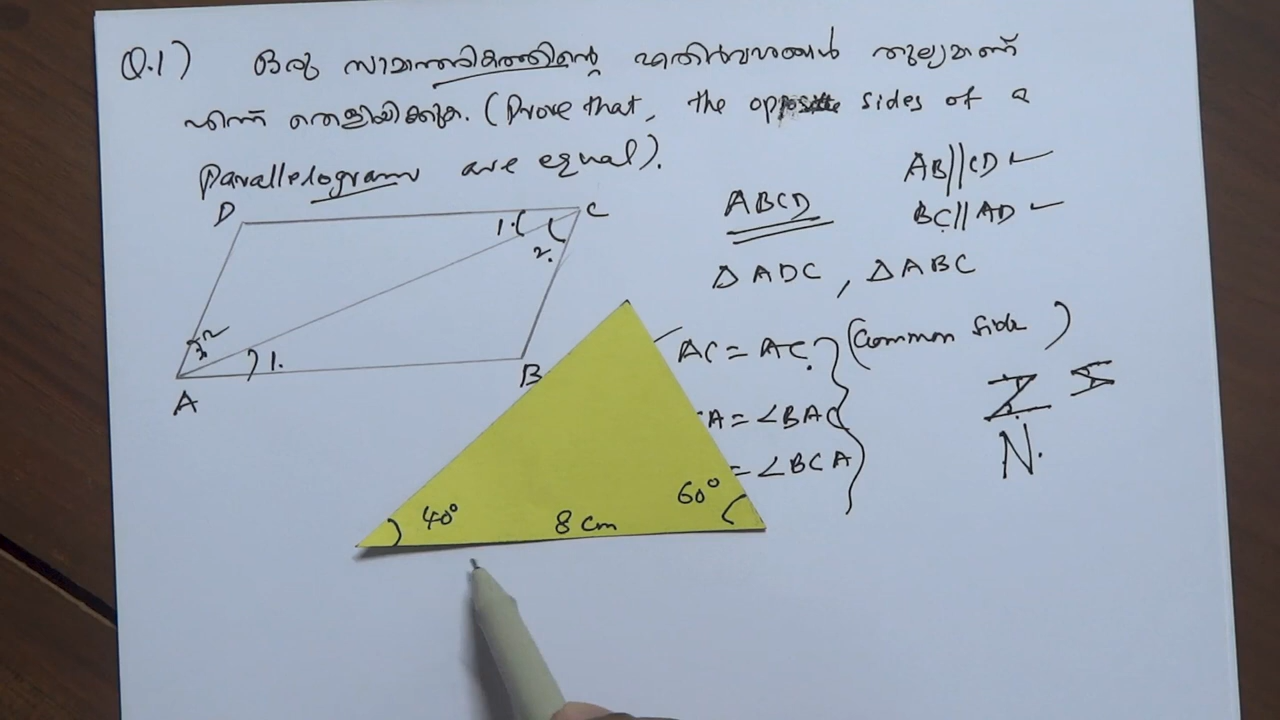 Q.1) ഒരു സാമാന്തരികത്തിന്റെ എതിർവശങ്ങൾ തുല്യമാണ്
എന്ന് തെളിയിക്കുക. (Prove that, the opposite sides of a
Parallelogram are equal).
D C
1. 2.
2
1.
A B
ABCD
AB//CD
BC//AD
Δ ADC, Δ ABC
AC = AC. (Common side)
A = ∠BAC
= ∠BCA
Z
N.
40° 8 cm 60°